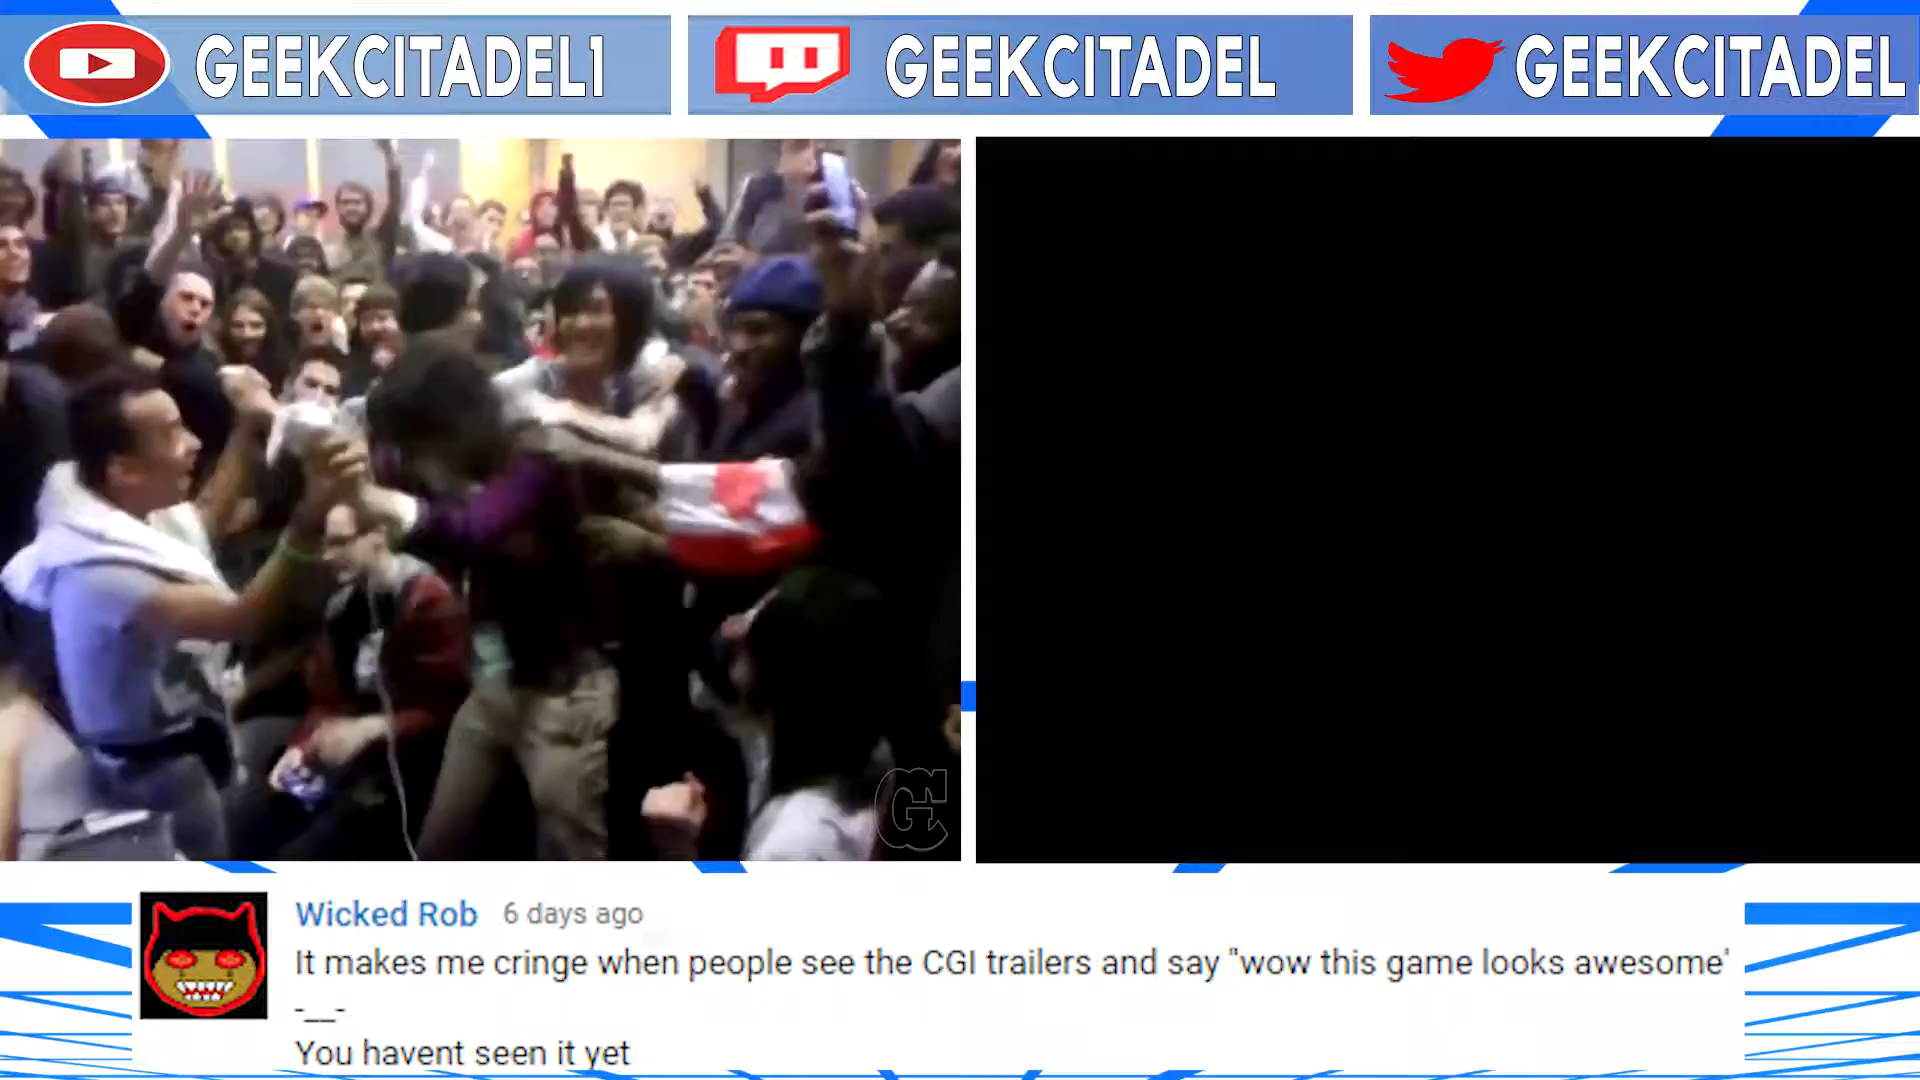 GEEKCITADEL1
GEEKCITADEL
GEEKCITADEL
Wicked Rob 6 days ago
It makes me cringe when people see the CGI trailers and say "wow this game looks awesome'
-__-
You havent seen it yet